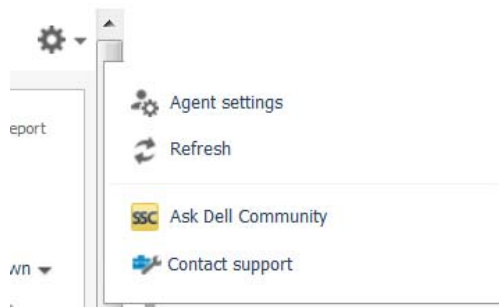 Agent settings
eport
Refresh
SSC Ask Dell Community
wn
Contact support